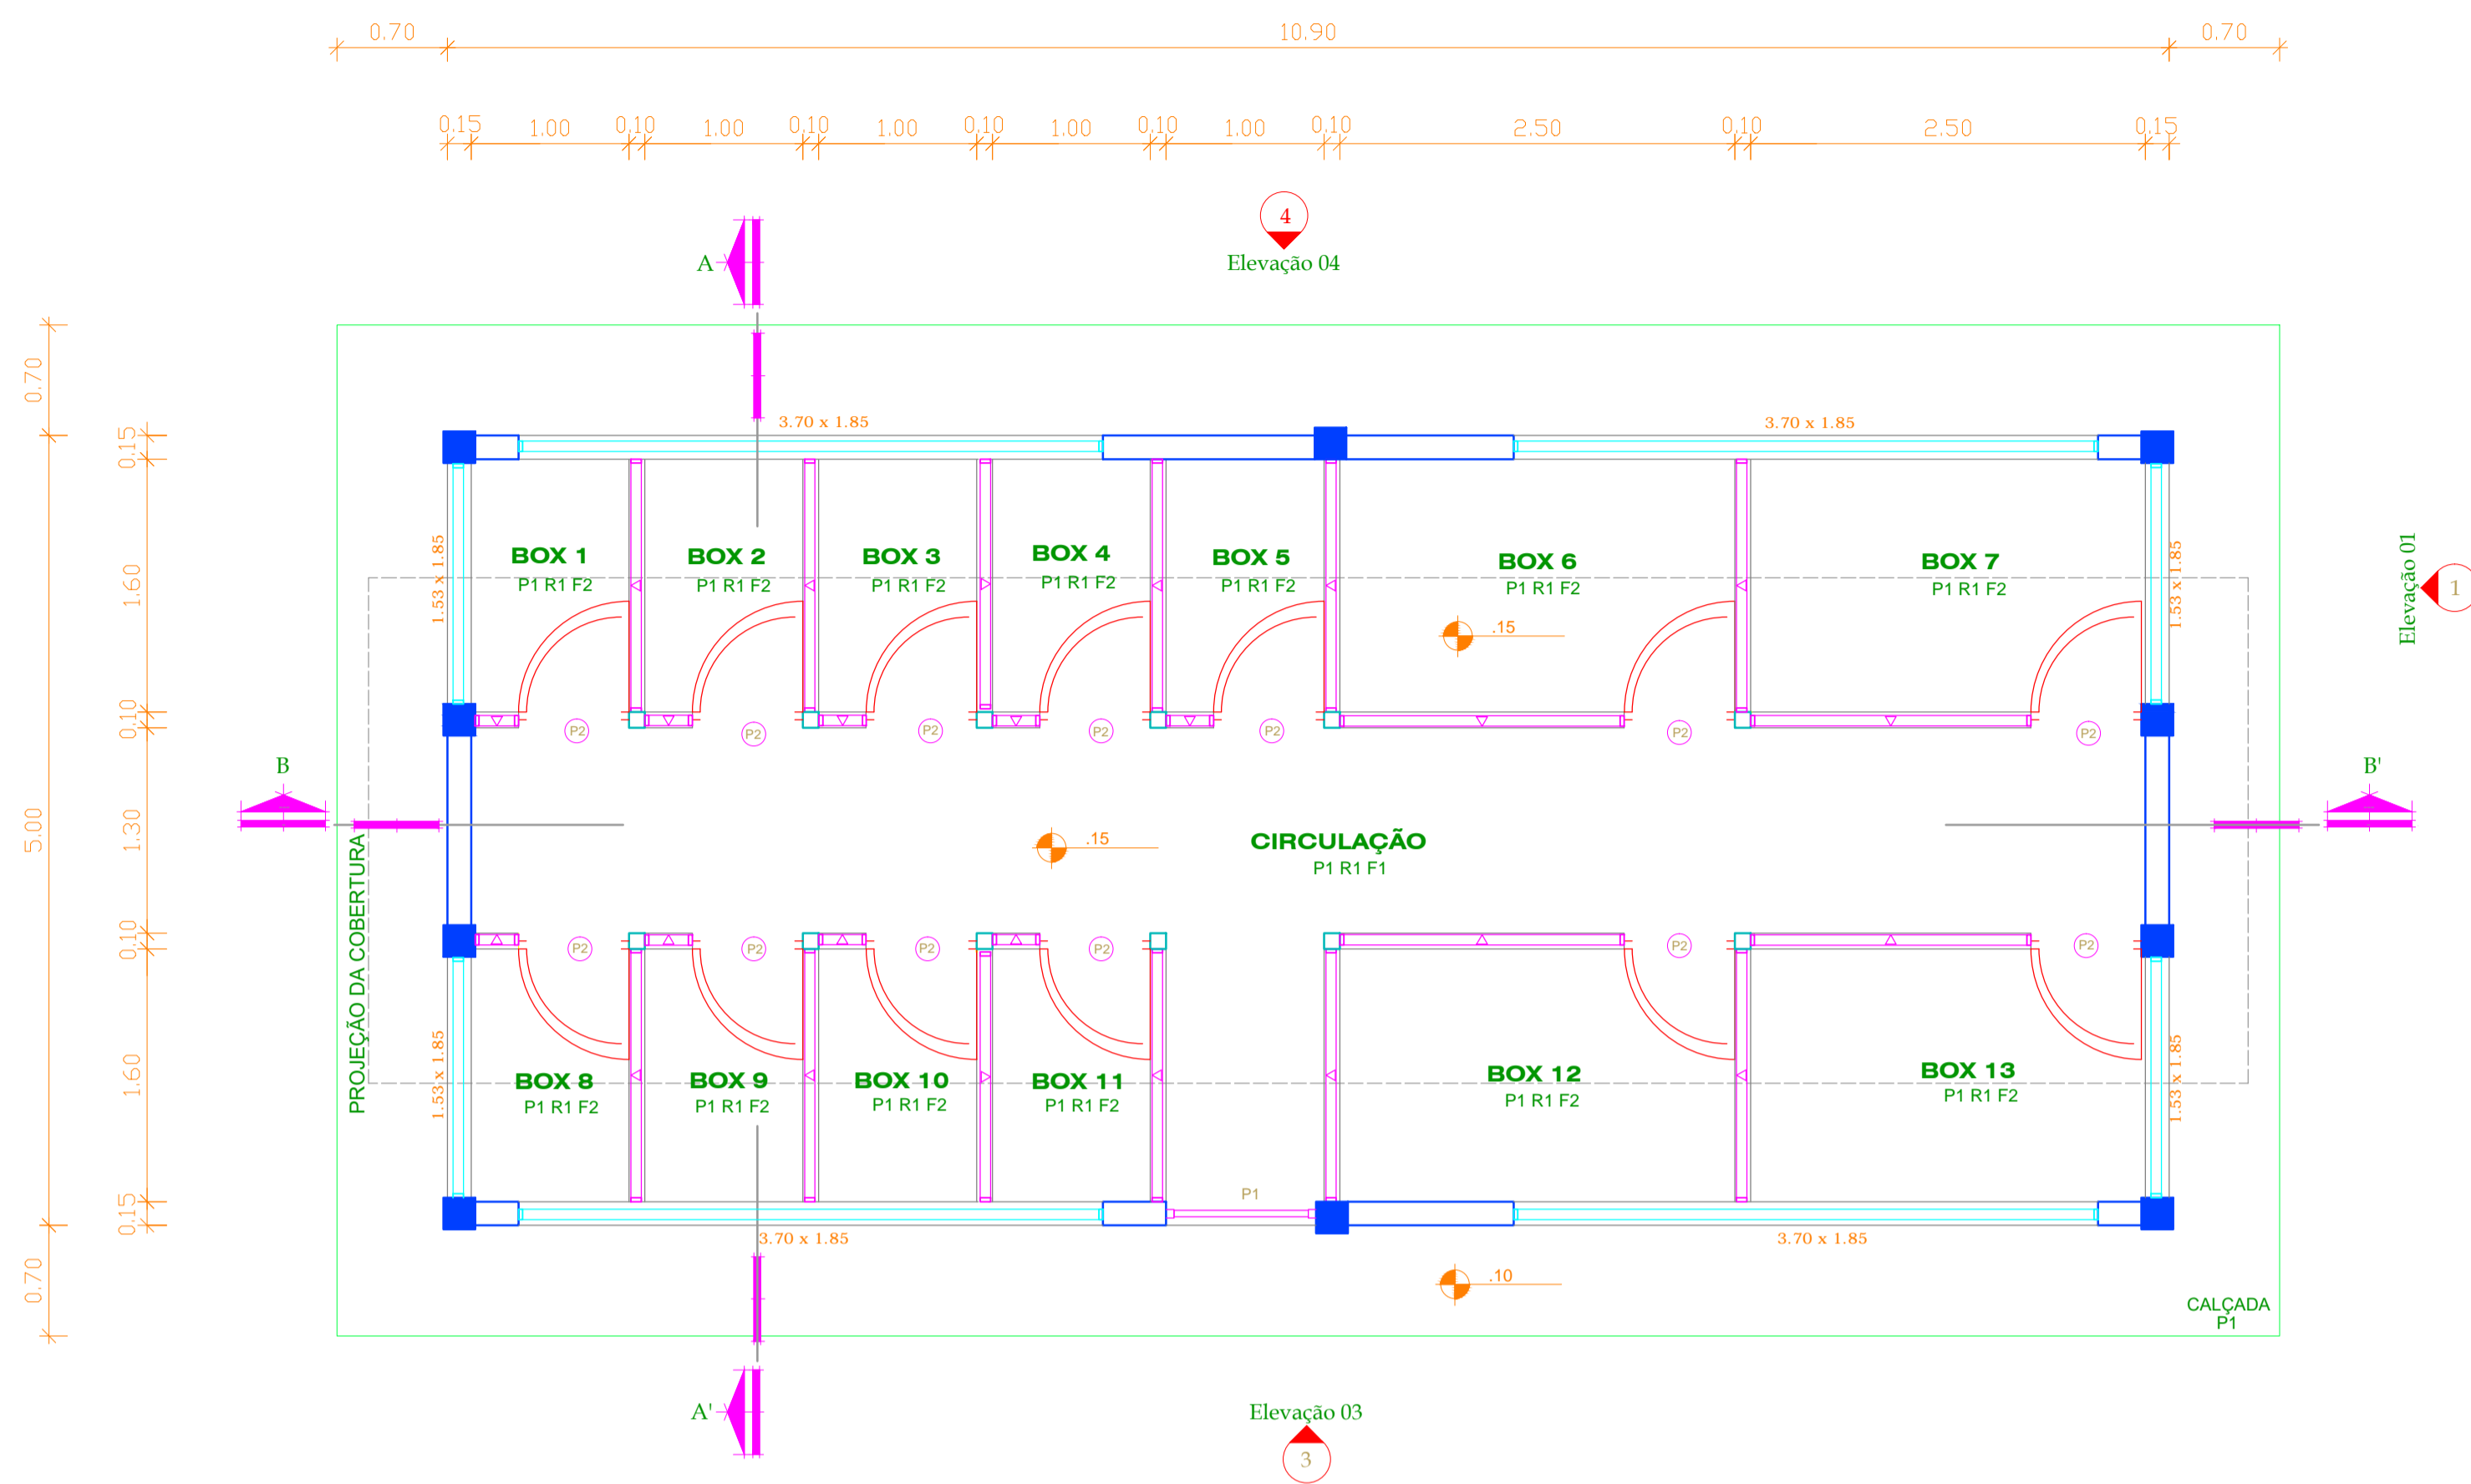 0.70
10.90
0.70
0.15
1.00
0.10
1.00
0.10
1.00
0.10
1.00
0.10
1.00
0.10
2.50
0.10
2.50
0.15
4
A
Elevação 04
0.70
3.70 x 1.85
3.70 x 1.85
0.15
1.53 x 1.85
BOX 1
P1 R1 F2
BOX 2
P1 R1 F2
BOX 3
P1 R1 F2
BOX 4
P1 R1 F2
BOX 5
P1 R1 F2
BOX 6
P1 R1 F2
BOX 7
P1 R1 F2
1.53 x 1.85
Elevação 01
1
1.60
.15
0.10
P2
P2
P2
P2
P2
P2
P2
B
B'
5.00
1.30
.15
CIRCULAÇÃO
P1 R1 F1
PROJEÇÃO DA COBERTURA
0.10
P2
P2
P2
P2
P2
P2
1.60
1.53 x 1.85
BOX 8
P1 R1 F2
BOX 9
P1 R1 F2
BOX 10
P1 R1 F2
BOX 11
P1 R1 F2
BOX 12
P1 R1 F2
BOX 13
P1 R1 F2
1.53 x 1.85
P1
0.15
3.70 x 1.85
3.70 x 1.85
0.70
.10
CALÇADA
P1
A'
Elevação 03
3